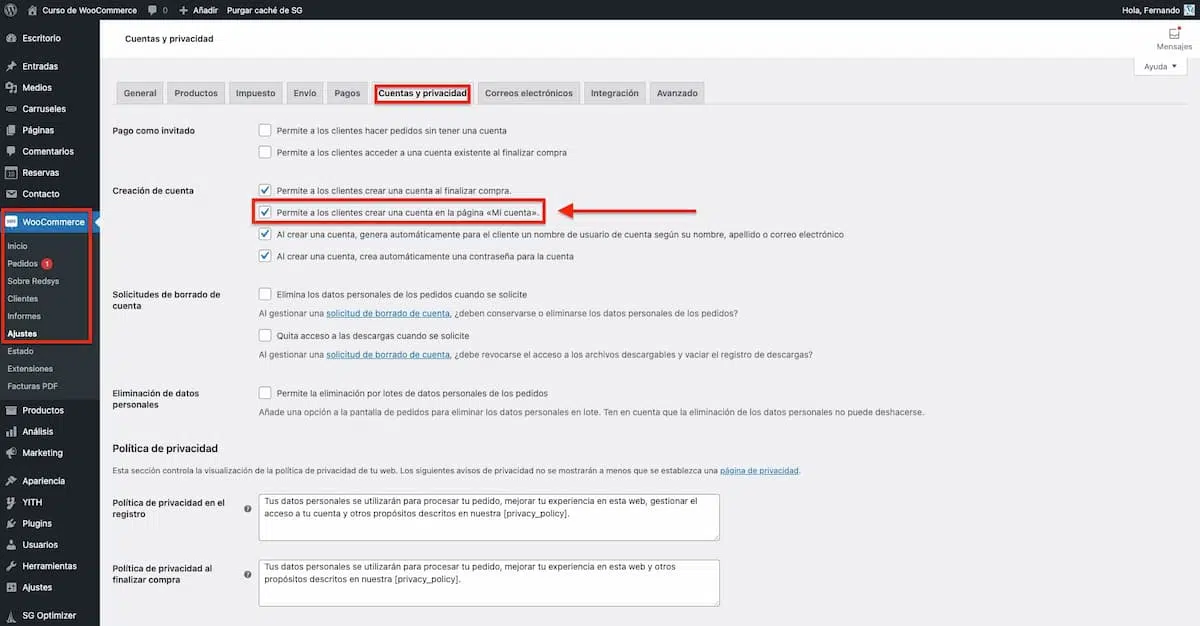 Curso de WooCommerce 0 + Añadir Purgar caché de SG Hola, Fernando
Escritorio
Entradas
Medios
Carruseles
Páginas
Comentarios
Reservas
Contacto
WooCommerce
Inicio
Pedidos 1
Sobre Redsys
Clientes
Informes
Ajustes
Estado
Extensiones
Facturas PDF
Productos
Análisis
Marketing
Apariencia
YITH
Plugins
Usuarios
Herramientas
Ajustes
SG Optimizer
Cuentas y privacidad
Mensajes
Ayuda
General Productos Impuesto Envío Pagos Cuentas y privacidad Correos electrónicos Integración Avanzado
Pago como invitado
Permite a los clientes hacer pedidos sin tener una cuenta
Permite a los clientes acceder a una cuenta existente al finalizar compra
Creación de cuenta
Permite a los clientes crear una cuenta al finalizar compra.
Permite a los clientes crear una cuenta en la página «Mi cuenta».
Al crear una cuenta, genera automáticamente para el cliente un nombre de usuario de cuenta según su nombre, apellido o correo electrónico
Al crear una cuenta, crea automáticamente una contraseña para la cuenta
Solicitudes de borrado de
cuenta
Elimina los datos personales de los pedidos cuando se solicite
Al gestionar una solicitud de borrado de cuenta, ¿deben conservarse o eliminarse los datos personales de los pedidos?
Quita acceso a las descargas cuando se solicite
Al gestionar una solicitud de borrado de cuenta, ¿debe revocarse el acceso a los archivos descargables y vaciar el registro de descargas?
Eliminación de datos
personales
Permite la eliminación por lotes de datos personales de los pedidos
Añade una opción a la pantalla de pedidos para eliminar los datos personales en lote. Ten en cuenta que la eliminación de los datos personales no puede deshacerse.
Política de privacidad
Esta sección controla la visualización de la política de privacidad de tu web. Los siguientes avisos de privacidad no se mostrarán a menos que se establezca una página de privacidad.
Política de privacidad en el
registro
Tus datos personales se utilizarán para procesar tu pedido, mejorar tu experiencia en esta web, gestionar el
acceso a tu cuenta y otros propósitos descritos en nuestra [privacy_policy].
Política de privacidad al
finalizar compra
Tus datos personales se utilizarán para procesar tu pedido, mejorar tu experiencia en esta web y otros
propósitos descritos en nuestra [privacy_policy].